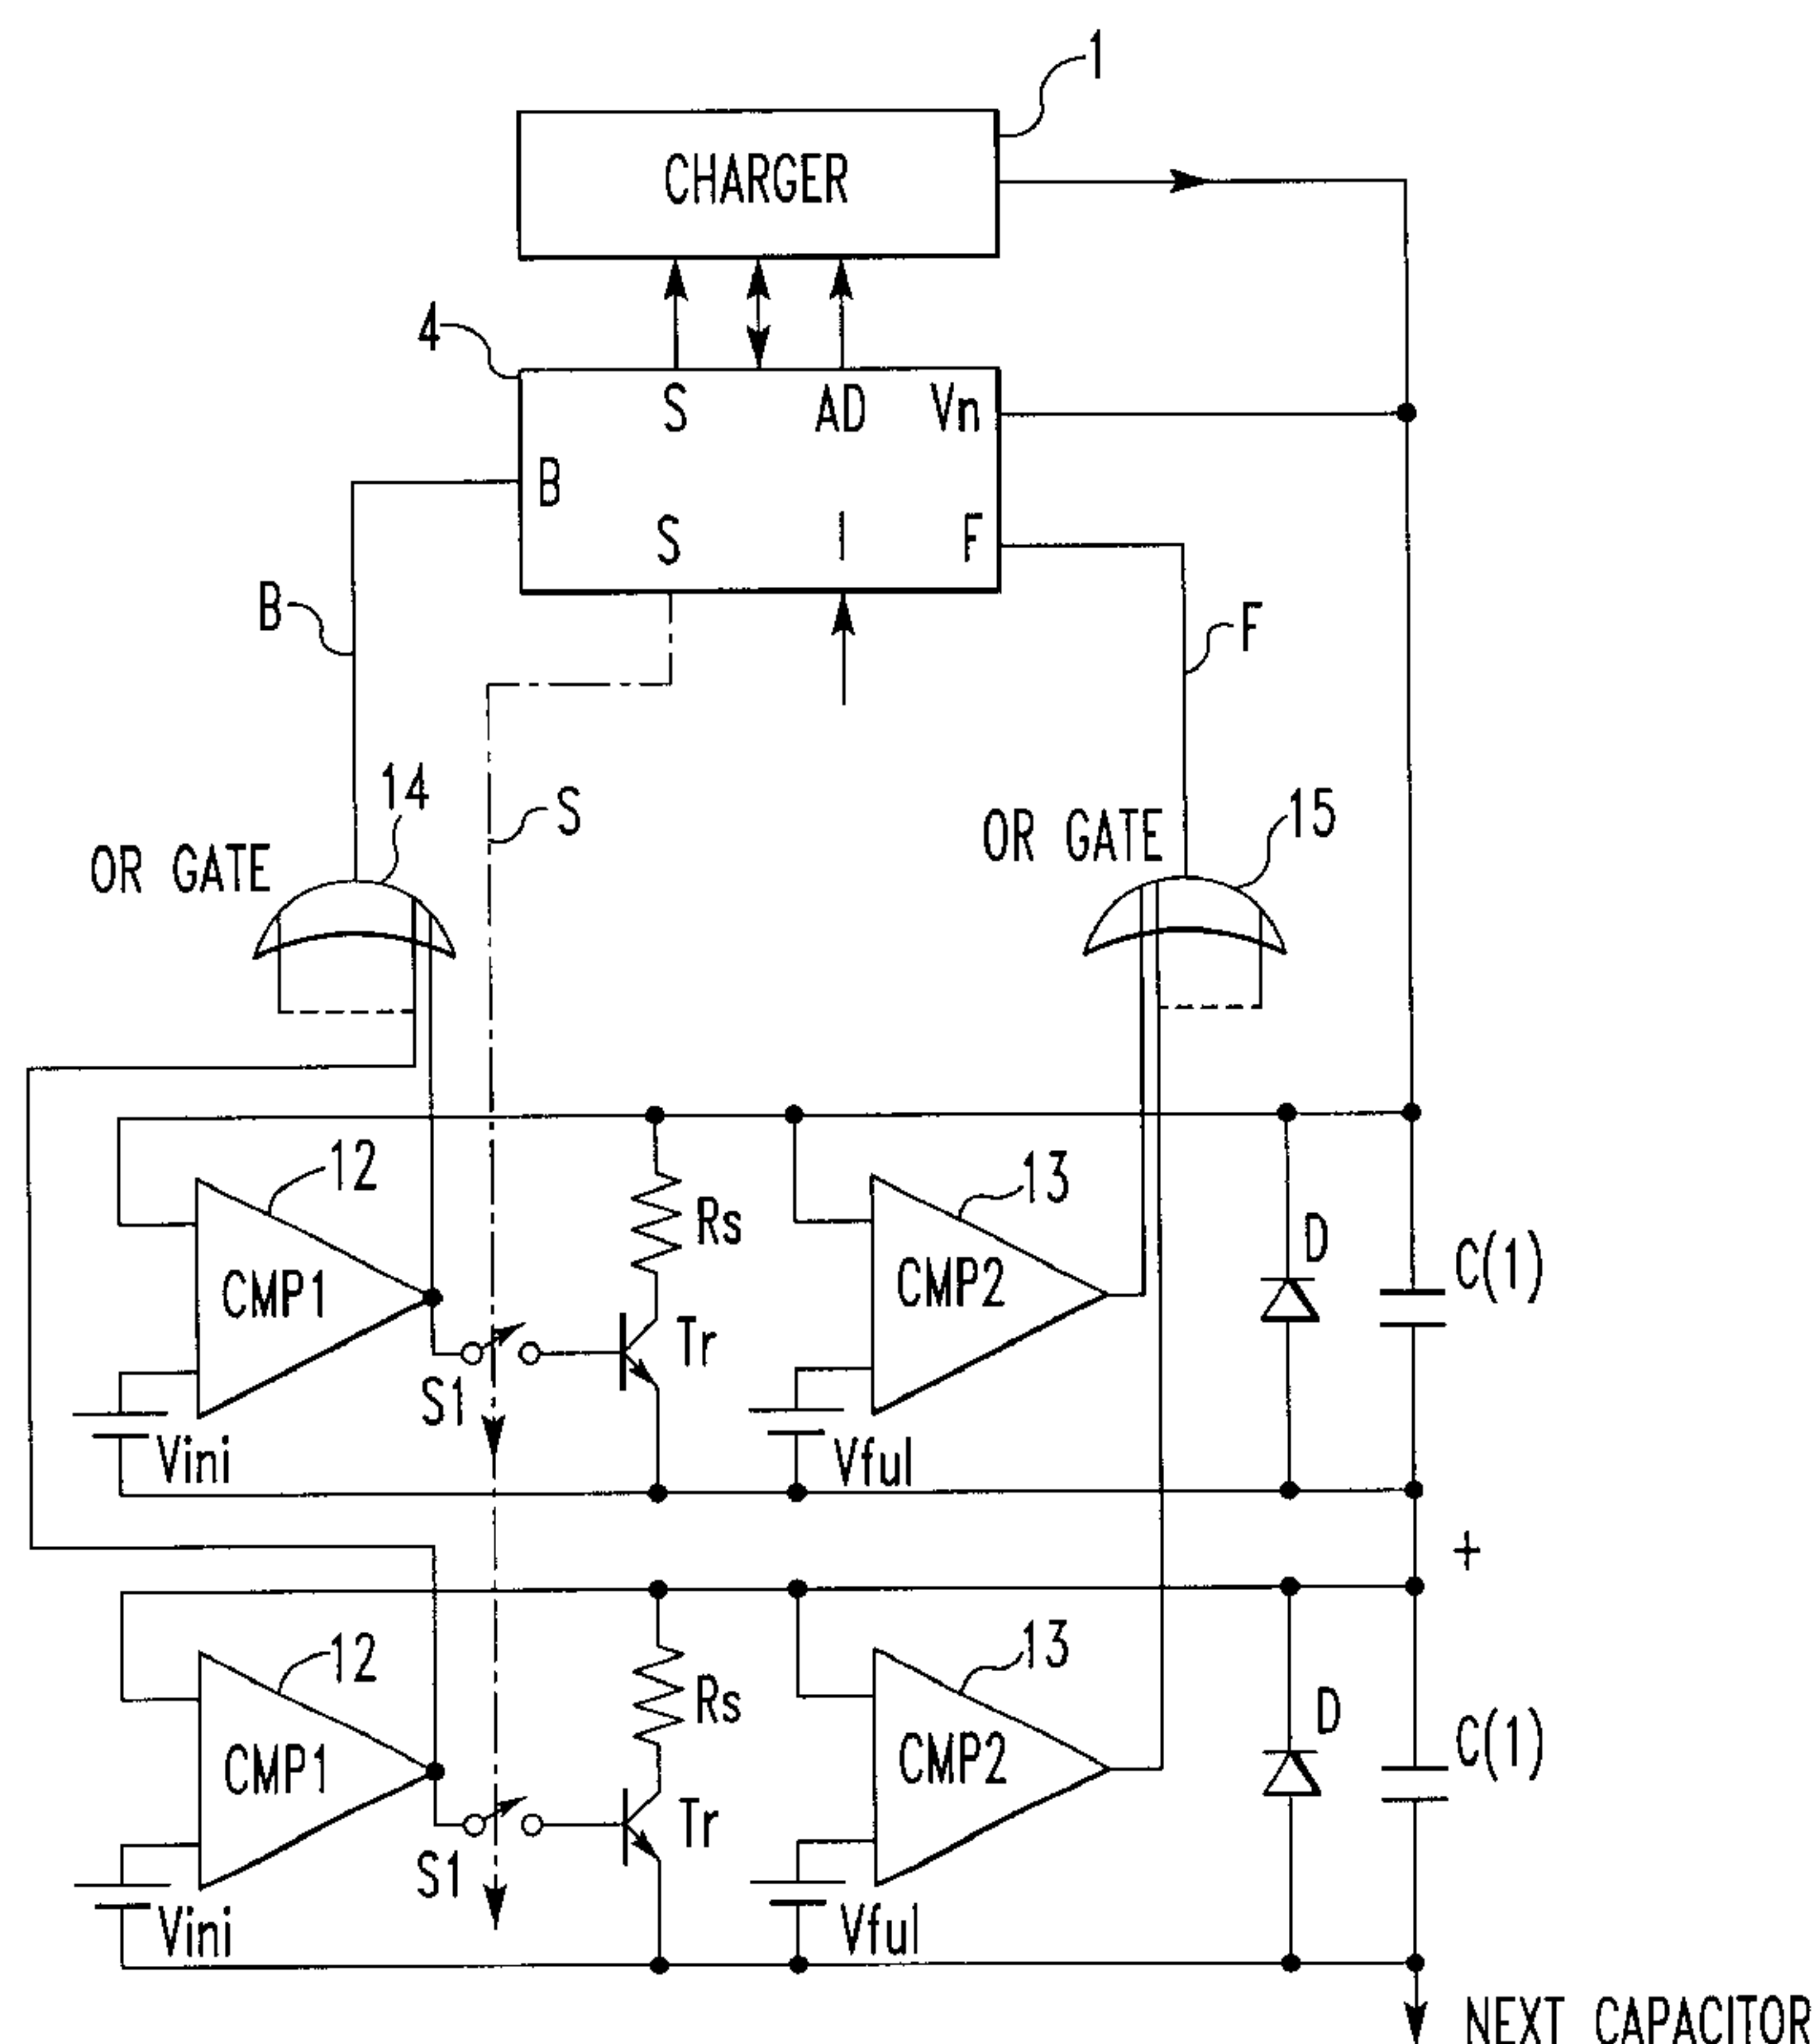 1
CHARGER
4
S AD Vn
B
S I F
B
F
14
S
15
OR GATE
OR GATE
12
13
Rs
D
C(1)
CMP1
CMP2
Tr
S1
Vini
Vful
+
12
13
Rs
D
C(1)
CMP1
CMP2
Tr
S1
Vini
Vful
NEXT CAPACITOR